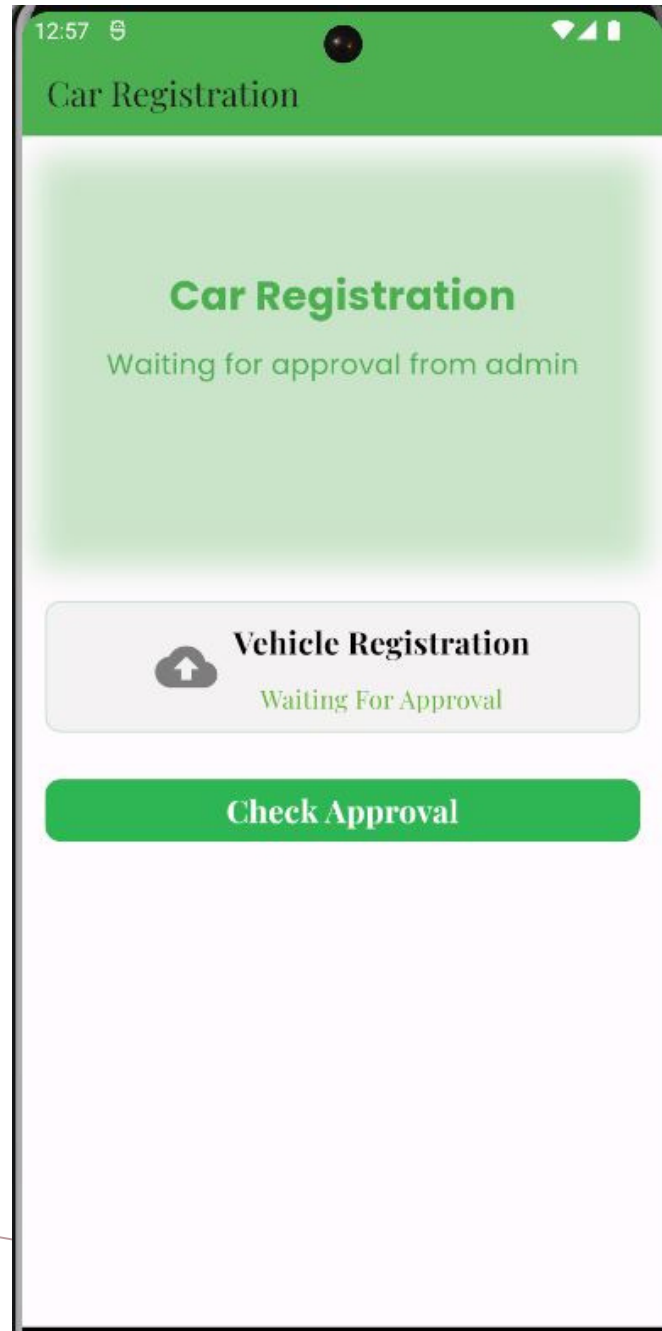 12:57
Car Registration
Car Registration
Waiting for approval from admin
Vehicle Registration
Waiting For Approval
Check Approval